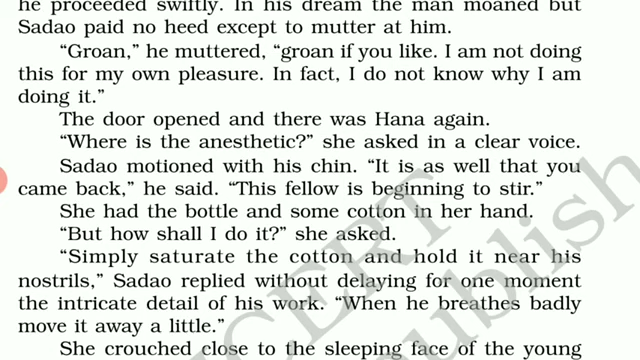 he proceeded swiftly. In his dream the man moaned but
Sadao paid no heed except to mutter at him.
“Groan,” he muttered, “groan if you like. I am not doing
this for my own pleasure. In fact, I do not know why I am
doing it.”
The door opened and there was Hana again.
“Where is the anesthetic?” she asked in a clear voice.
Sadao motioned with his chin. “It is as well that you
came back,” he said. “This fellow is beginning to stir.”
She had the bottle and some cotton in her hand.
“But how shall I do it?” she asked.
“Simply saturate the cotton and hold it near his
nostrils,” Sadao replied without delaying for one moment
the intricate detail of his work. “When he breathes badly
move it away a little.”
She crouched close to the sleeping face of the young